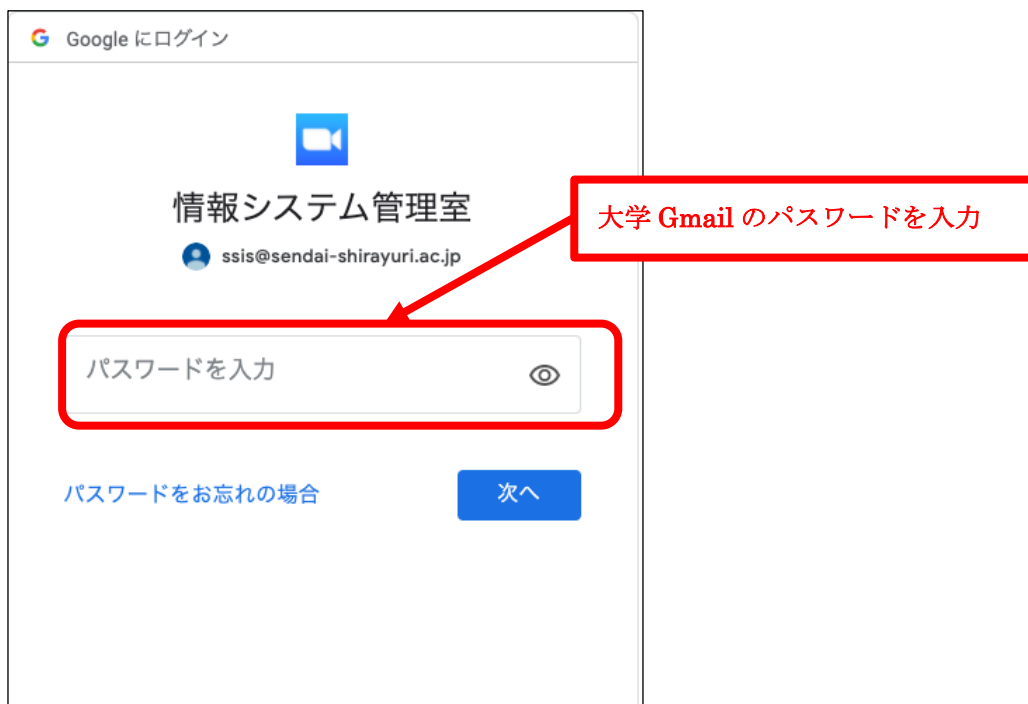 Google にログイン
情報システム管理室
ssis@sendai-shirayuri.ac.jp
大学 Gmail のパスワードを入力
パスワードを入力
パスワードをお忘れの場合
次へ